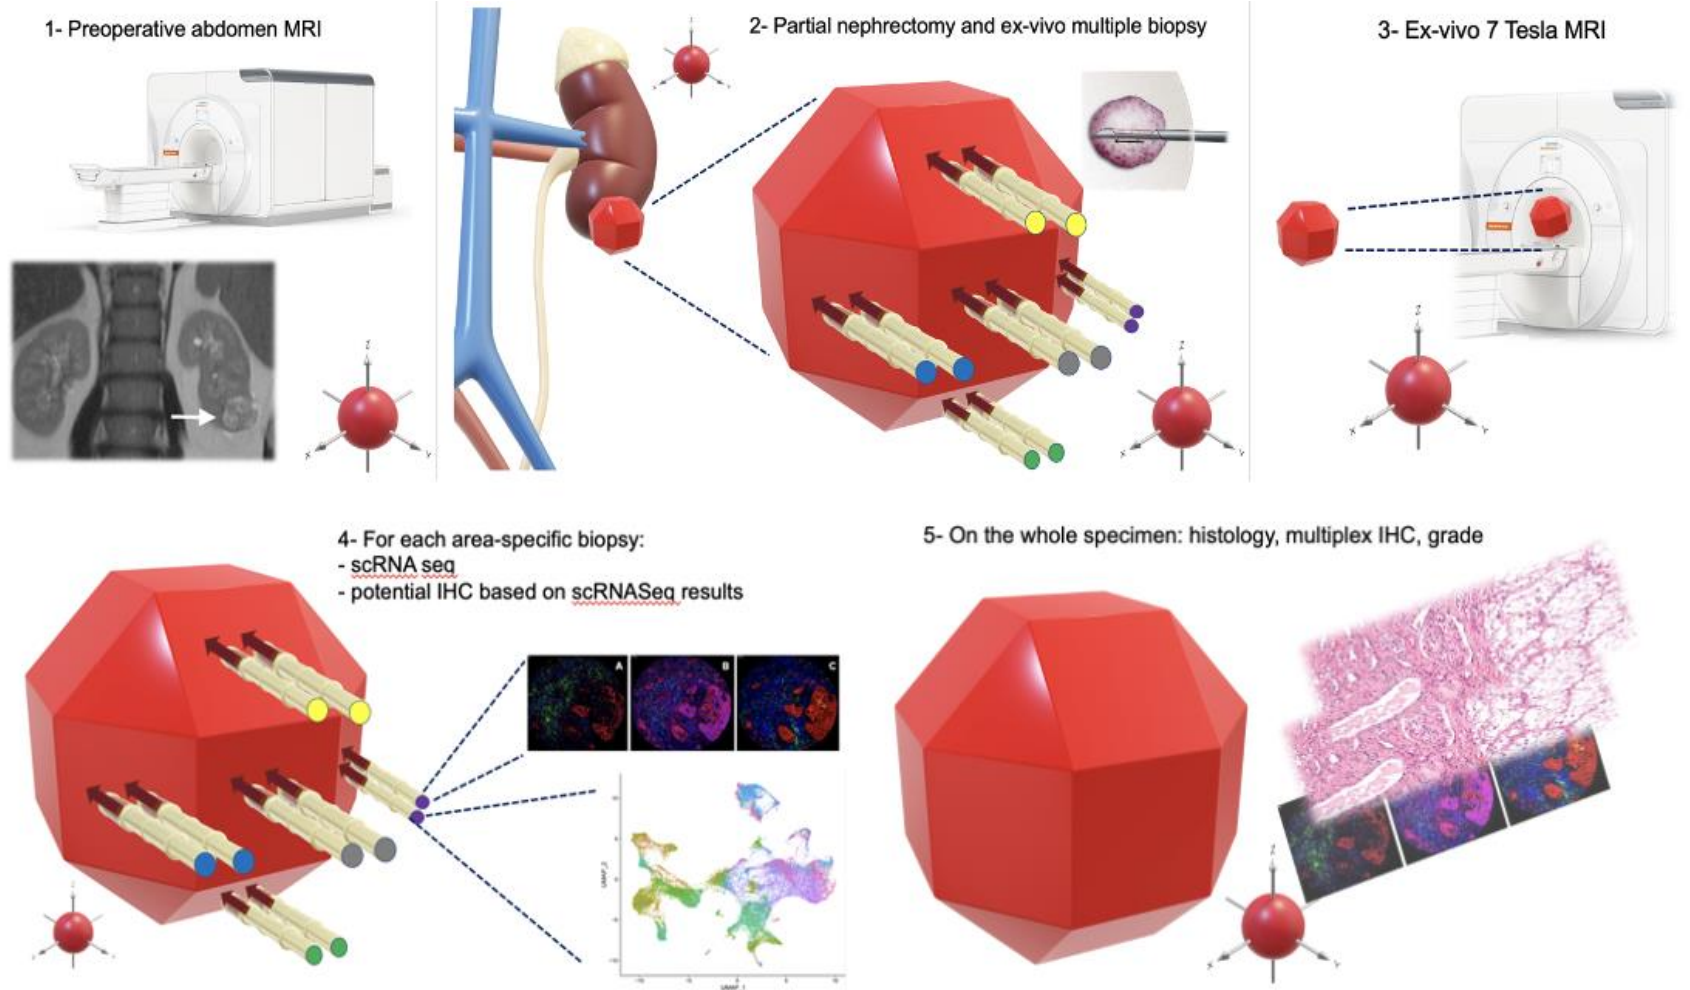 1- Preoperative abdomen MRI
2- Partial nephrectomy and ex-vivo multiple biopsy
3- Ex-vivo 7 Tesla MRI
Z
X
Y
Z
X
Y
Z
X
Y
4- For each area-specific biopsy:
- scRNA seq
- potential IHC based on scRNASeq results
A
B
C
UMAP_2
UMAP_1
5- On the whole specimen: histology, multiplex IHC, grade
Z
X
Y